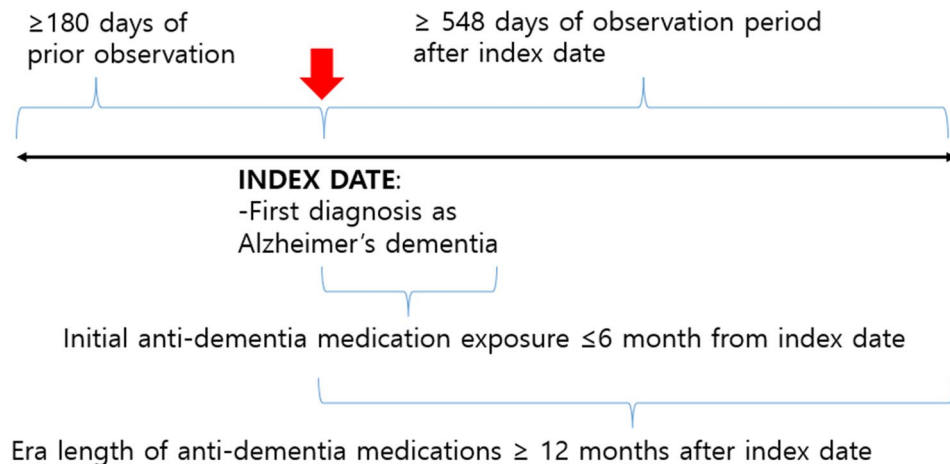 ≥180 days of
prior observation
≥ 548 days of observation period
after index date
INDEX DATE:
-First diagnosis as
Alzheimer's dementia
Initial anti-dementia medication exposure ≤6 month from index date
Era length of anti-dementia medications ≥ 12 months after index date